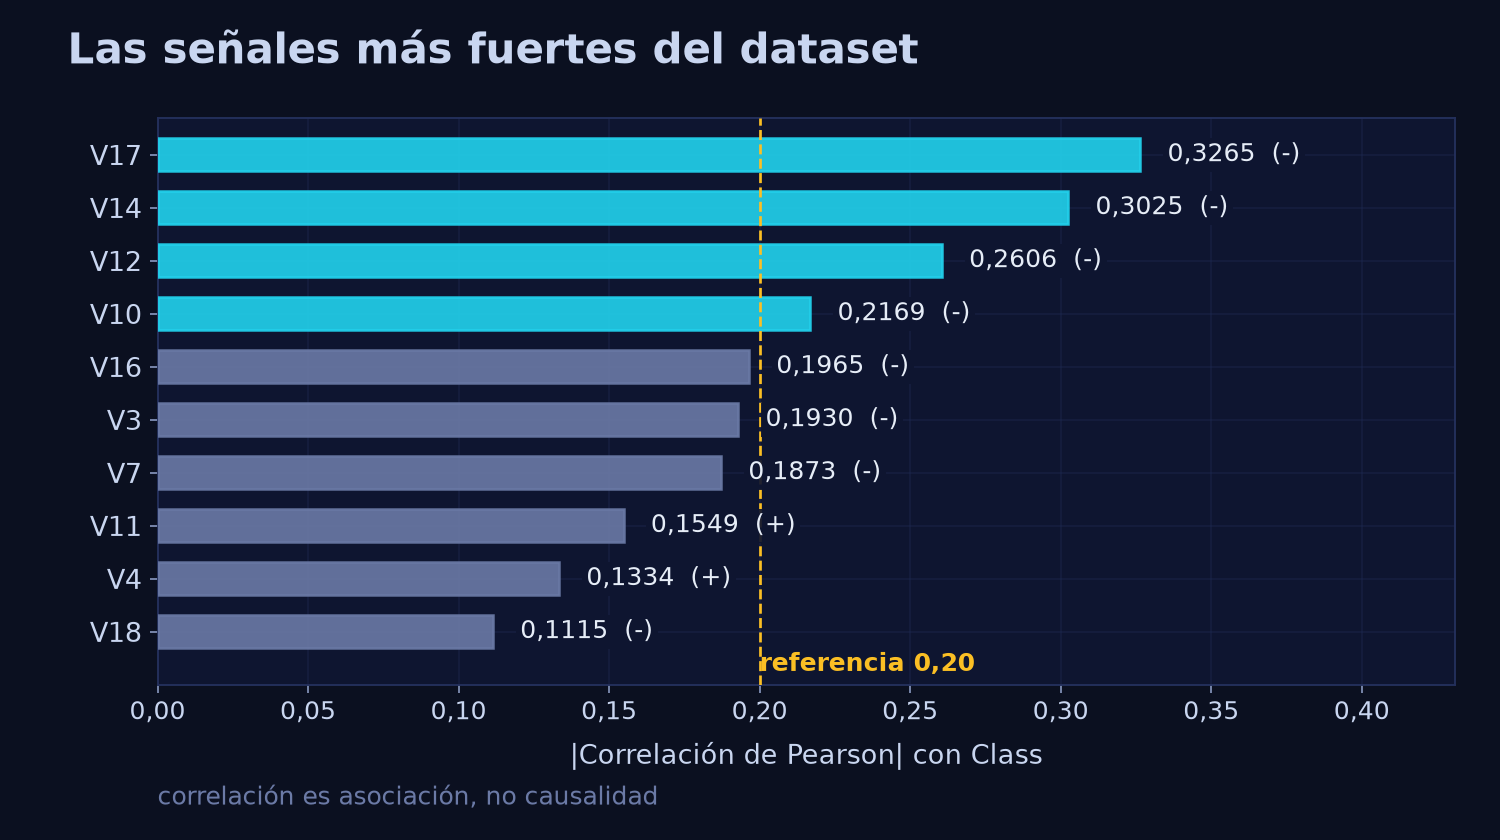 Las señales más fuertes del dataset
V17 0,3265 (-)
V14 0,3025 (-)
V12 0,2606 (-)
V10 0,2169 (-)
V16 0,1965 (-)
V3 0,1930 (-)
V7 0,1873 (-)
V11 0,1549 (+)
V4 0,1334 (+)
V18 0,1115 (-)
referencia 0,20
0,00 0,05 0,10 0,15 0,20 0,25 0,30 0,35 0,40
|Correlación de Pearson| con Class
correlación es asociación, no causalidad